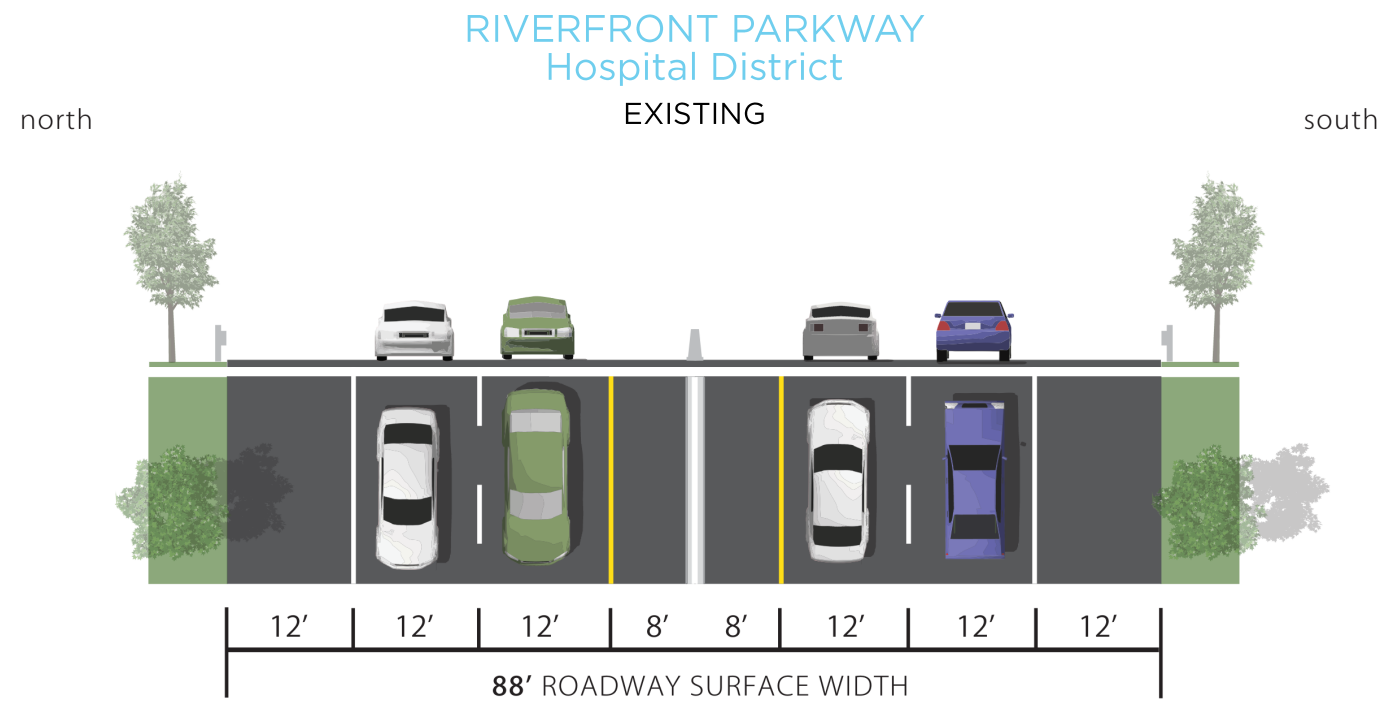 RIVERFRONT PARKWAY
Hospital District
EXISTING
north
south
12’ 12’ 12’ 8’ 8’ 12’ 12’ 12’
88’ ROADWAY SURFACE WIDTH